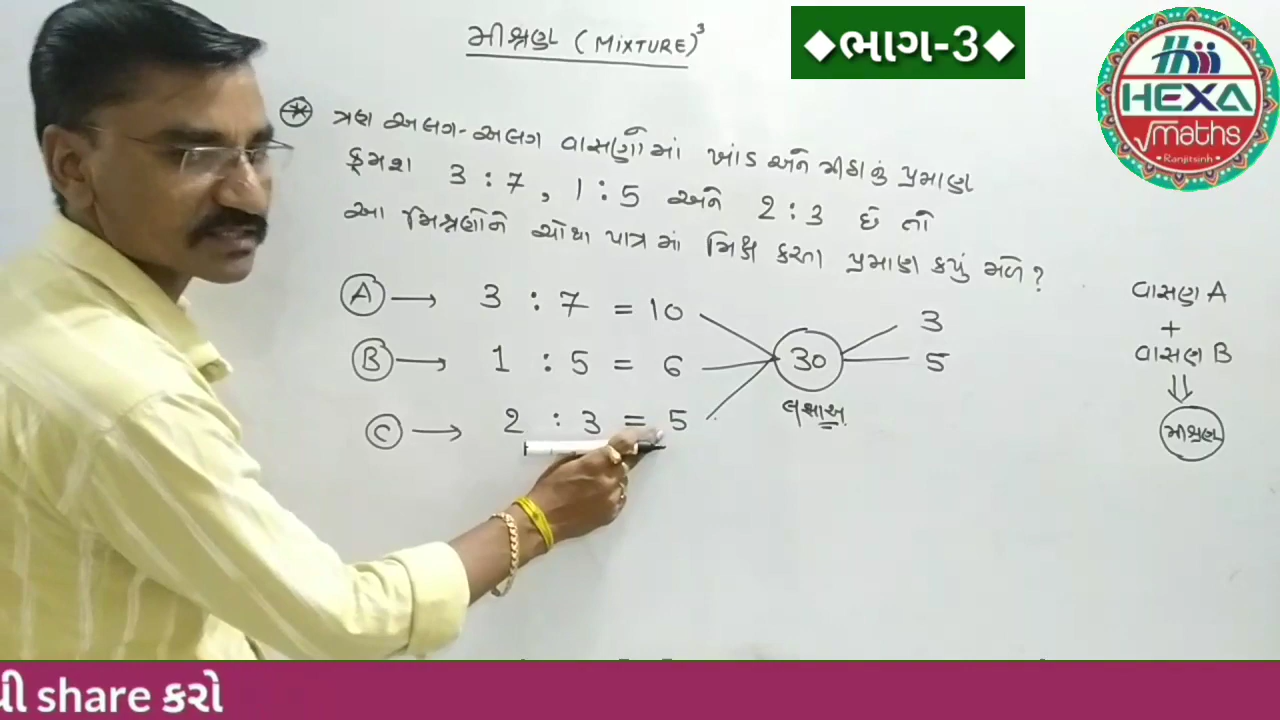 મીશ્રણ (MIXTURE)³
◆ભાગ-3◆
HEXA
√maths
Ranjitsinh
ત્રણ અલગ-અલગ વાસણોમાં ખાંડ અને મીઠાનું પ્રમાણ
ક્રમશ 3 : 7 , 1 : 5 અને 2 : 3 છે તો
આ મિશ્રણોને ચોથા પાત્ર માં મિક્ષ કરતા પ્રમાણ કયું મળે ?
A → 3 : 7 = 10
B → 1 : 5 = 6
C → 2 : 3 = 5
30
લસાઅ
3
5
વાસણ A
+
વાસણ B
⇓
મીશ્રણ
થી share કરો